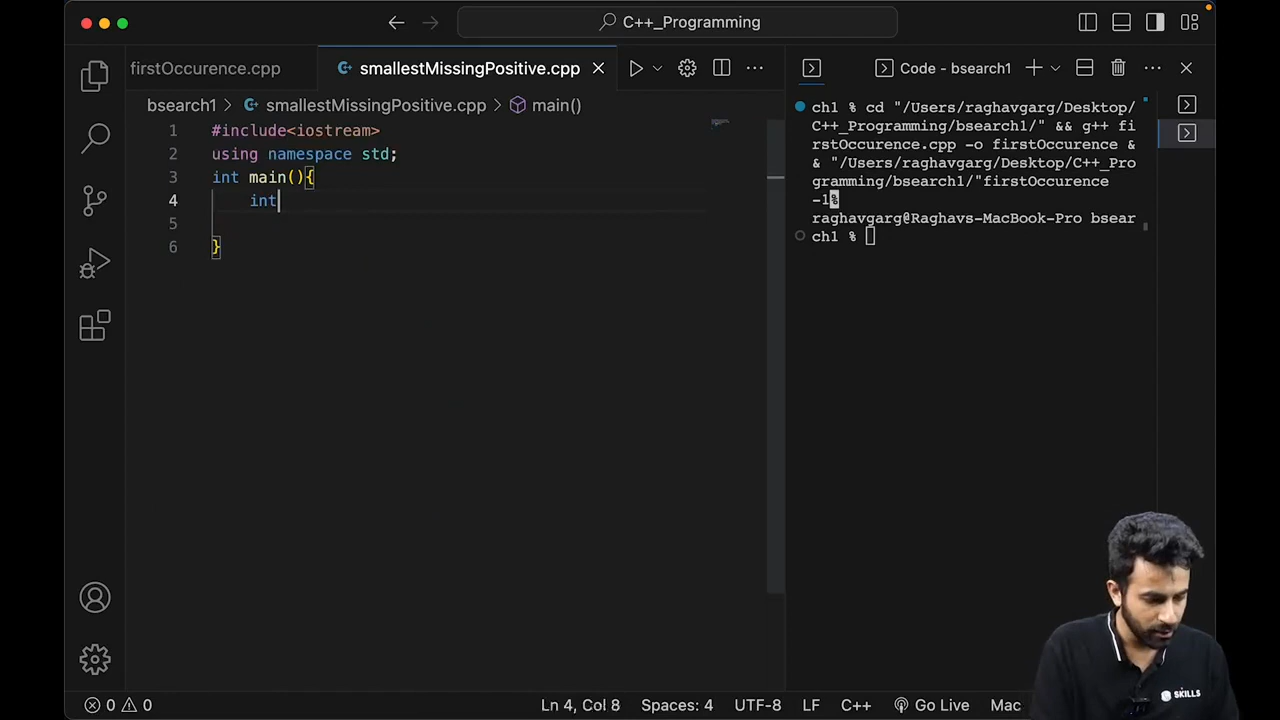 C++_Programming
firstOccurence.cpp
smallestMissingPositive.cpp
Code - bsearch1
bsearch1 > smallestMissingPositive.cpp > main()
1 #include<iostream>
2 using namespace std;
3 int main(){
4 int
5
6 }
ch1 % cd "/Users/raghavgarg/Desktop/
C++_Programming/bsearch1/" && g++ fi
rstOccurence.cpp -o firstOccurence &
& "/Users/raghavgarg/Desktop/C++_Pro
gramming/bsearch1/"firstOccurence
-1%
raghavgarg@Raghavs-MacBook-Pro bsear
ch1 %
SKILLS
0 0
Ln 4, Col 8
Spaces: 4
UTF-8
LF
C++
Go Live
Mac